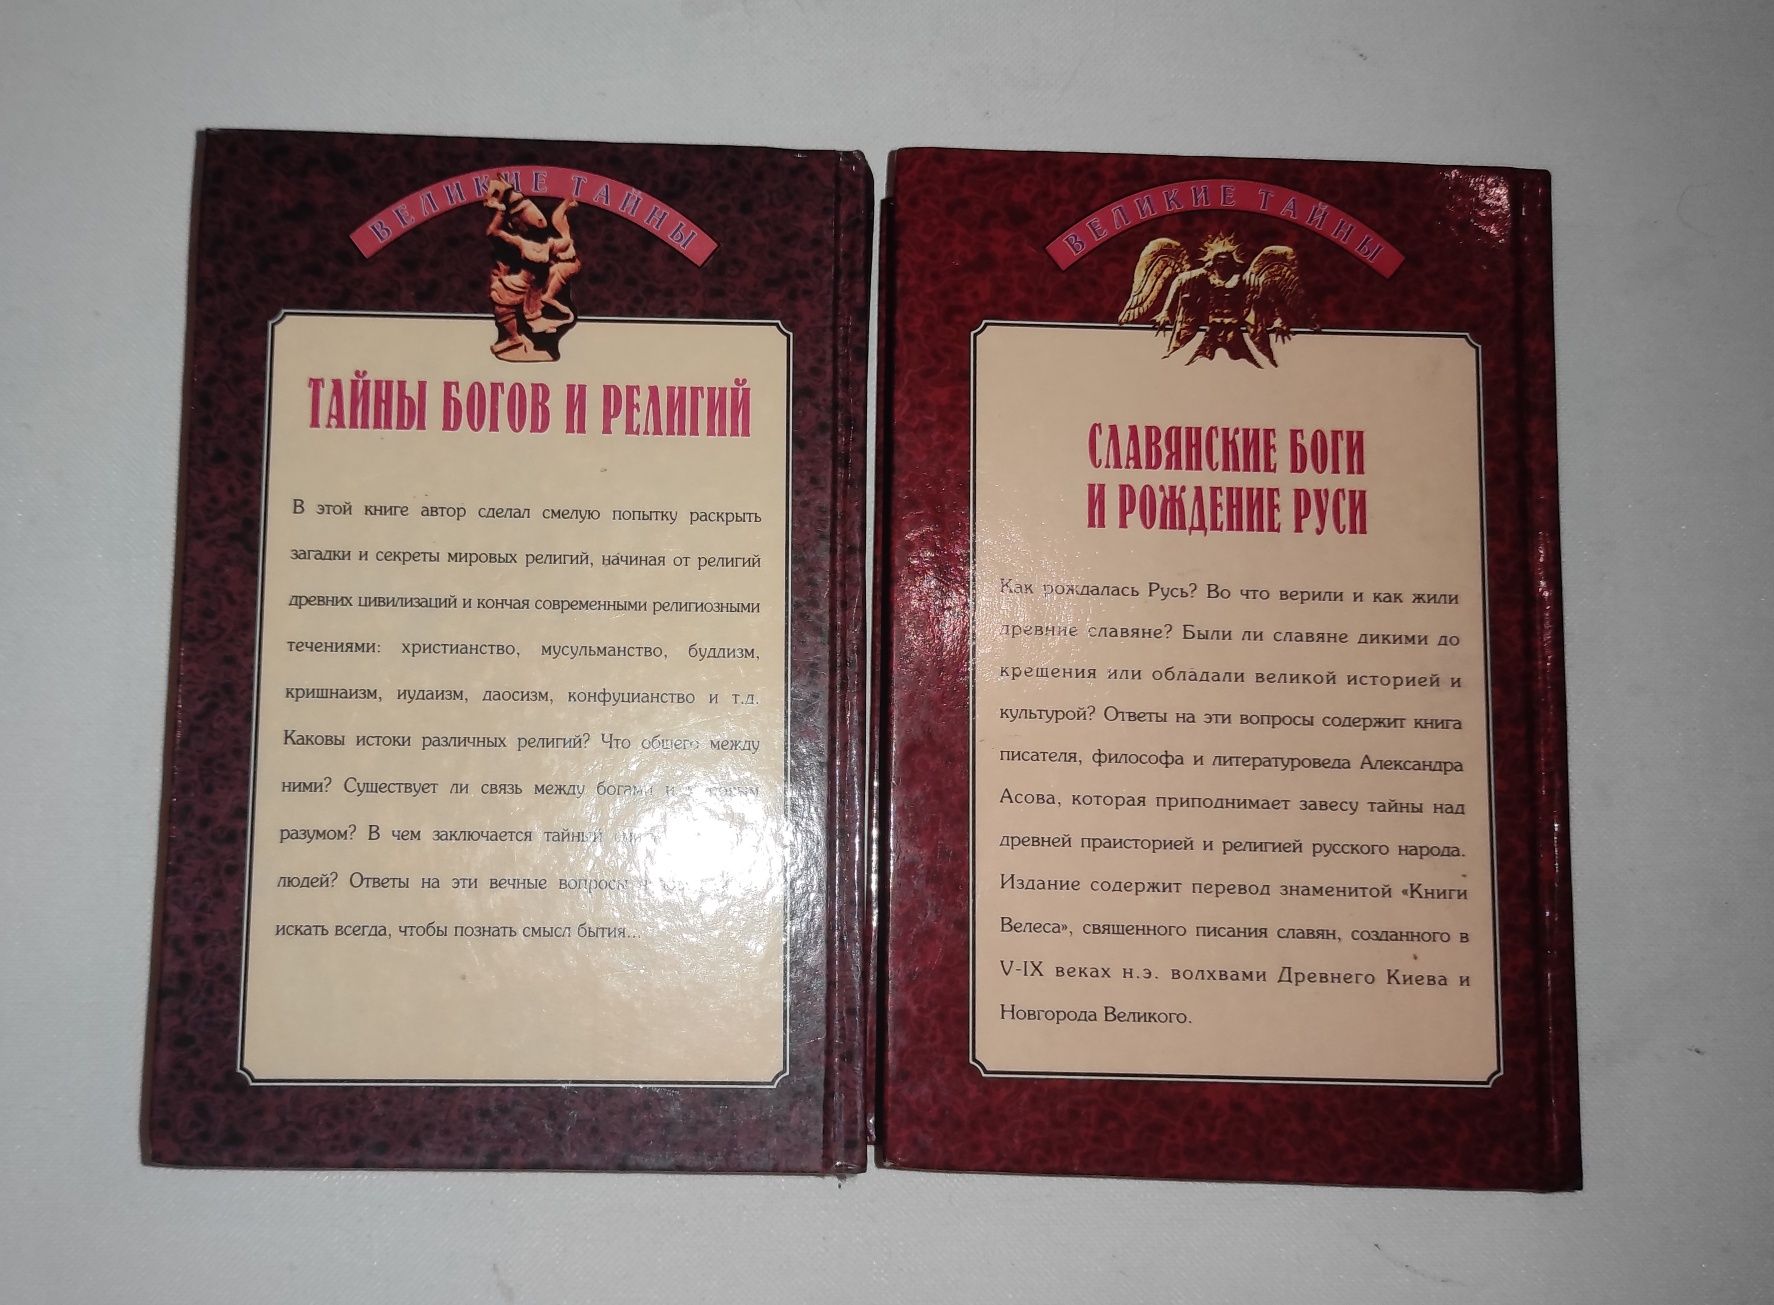 ВЕЛИКИЕ ТАЙНЫ
ТАЙНЫ БОГОВ И РЕЛИГИЙ
В этой книге автор сделал смелую попытку раскрыть
загадки и секреты мировых религий, начиная от религий
древних цивилизаций и кончая современными религиозными
течениями: христианство, мусульманство, буддизм,
кришнаизм, иудаизм, даосизм, конфуцианство и т.д.
Каковы истоки различных религий? Что общего между
ними? Существует ли связь между богами и
разумом? В чем заключается тайный
людей? Ответы на эти вечные вопросы
искать всегда, чтобы познать смысл бытия...
ВЕЛИКИЕ ТАЙНЫ
СЛАВЯНСКИЕ БОГИ
И РОЖДЕНИЕ РУСИ
Как рождалась Русь? Во что верили и как жили
древние славяне? Были ли славяне дикими до
крещения или обладали великой историей и
культурой? Ответы на эти вопросы содержит книга
писателя, философа и литературоведа Александра
Асова, которая приподнимает завесу тайны над
древней праисторией и религией русского народа.
Издание содержит перевод знаменитой «Книги
Велеса», священного писания славян, созданного в
V-IX веках н.э. волхвами Древнего Киева и
Новгорода Великого.